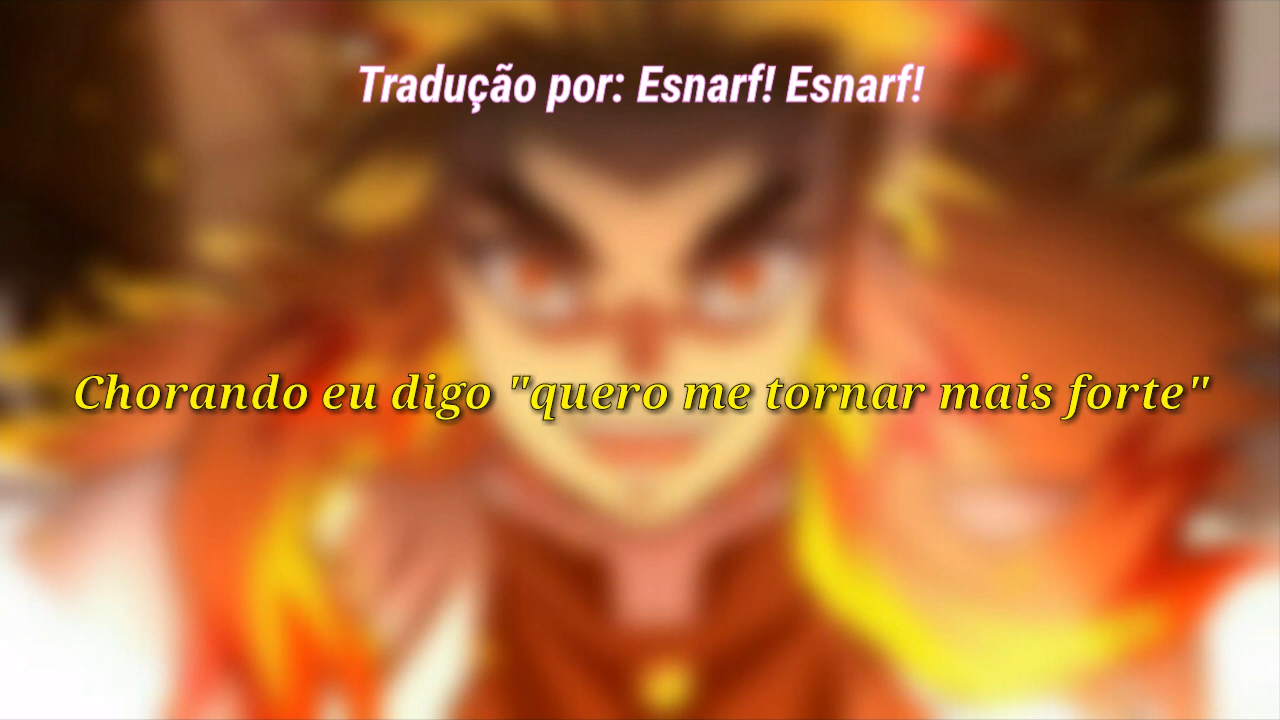 Tradução por: Esnarf! Esnarf!
Chorando eu digo "quero me tornar mais forte"